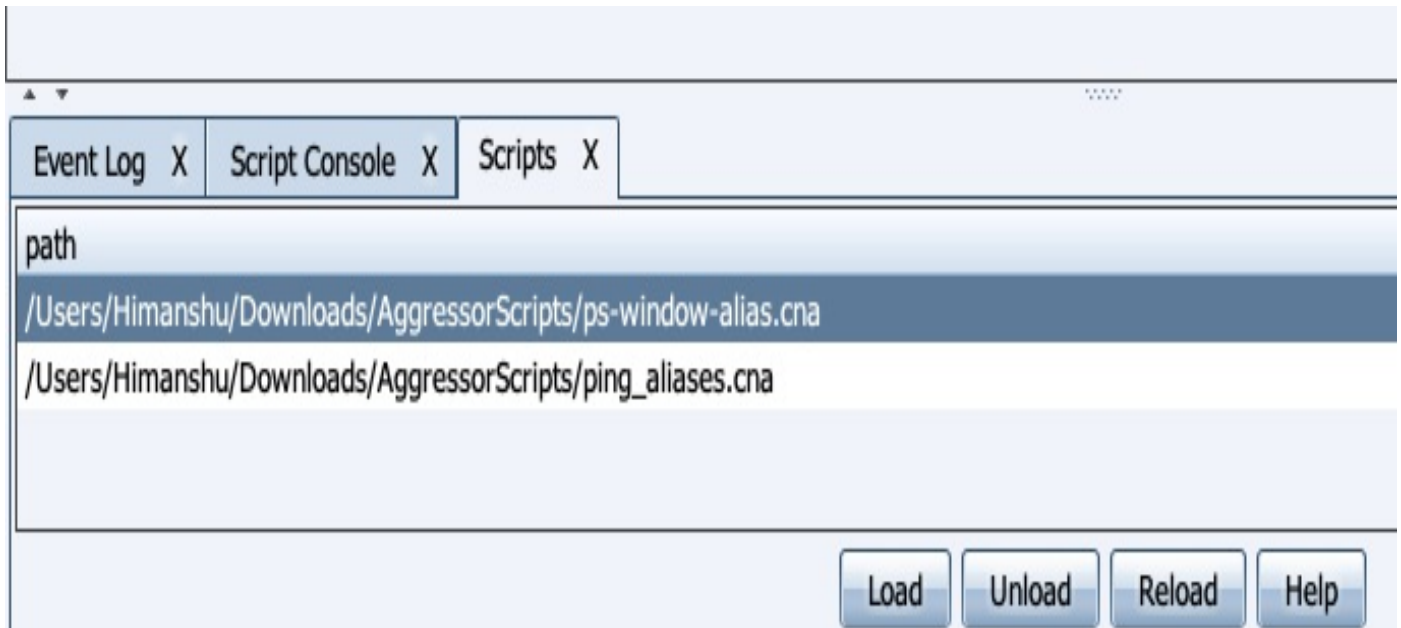 Event Log X Script Console X Scripts X
path
/Users/Himanshu/Downloads/AggressorScripts/ps-window-alias.cna
/Users/Himanshu/Downloads/AggressorScripts/ping_aliases.cna
Load Unload Reload Help